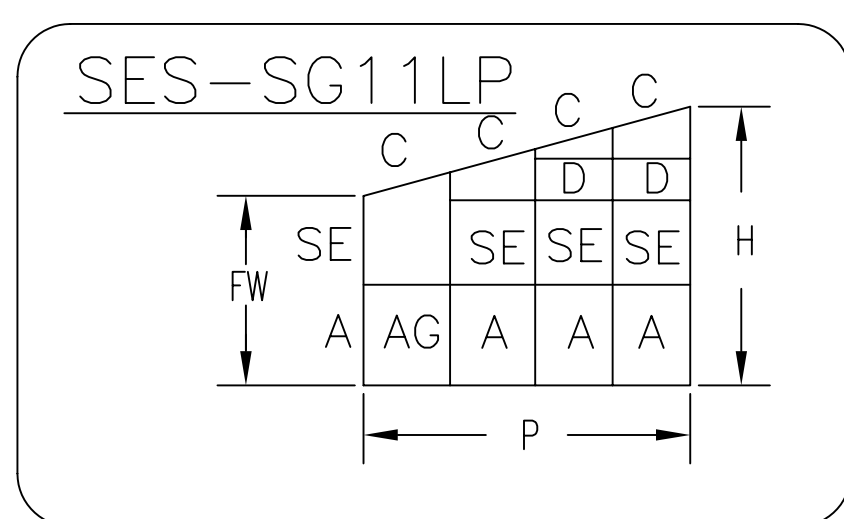 SES-SG11LP
C C C C
D D
SE SE SE SE
FW H
A AG A A A
P